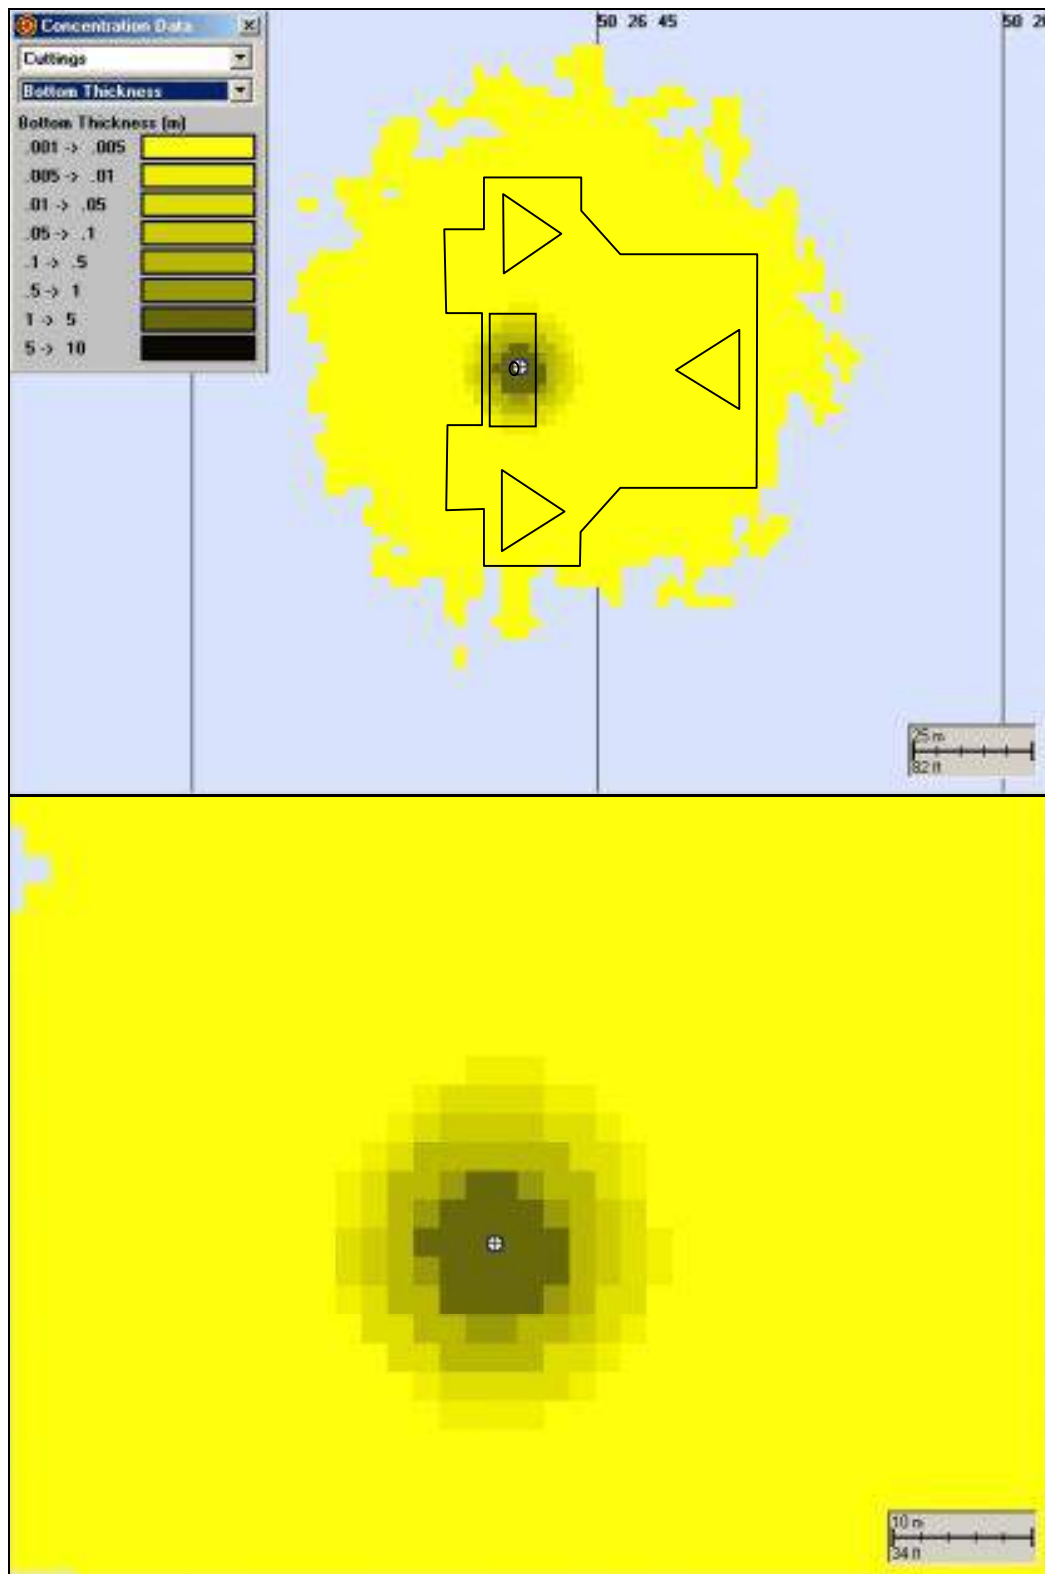 Concentration Data
Cuttings
Bottom Thickness
Bottom Thickness (m)
.001 -> .005
.005 -> .01
.01 -> .05
.05 -> .1
.1 -> .5
.5 -> 1
1 -> 5
5 -> 10
50 26 45
25 m
82 ft
10 m
34 ft